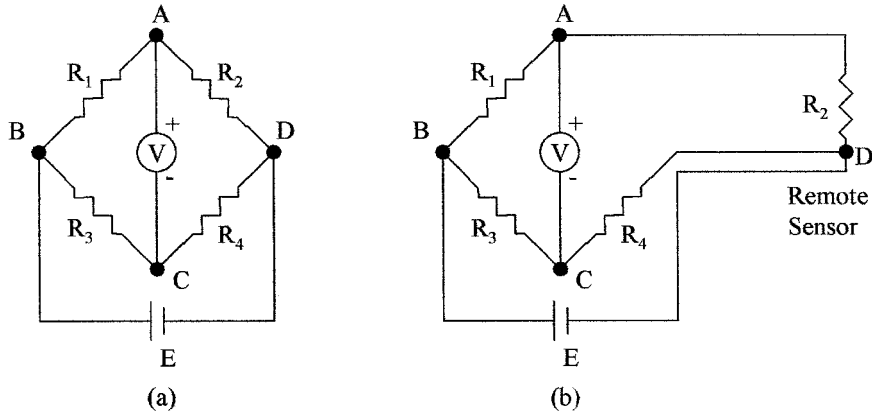 A
R1
R2
B
V
+
-
D
R3
R4
C
E
(a)
A
R1
R2
B
V
+
-
D
R3
R4
C
Remote
Sensor
E
(b)